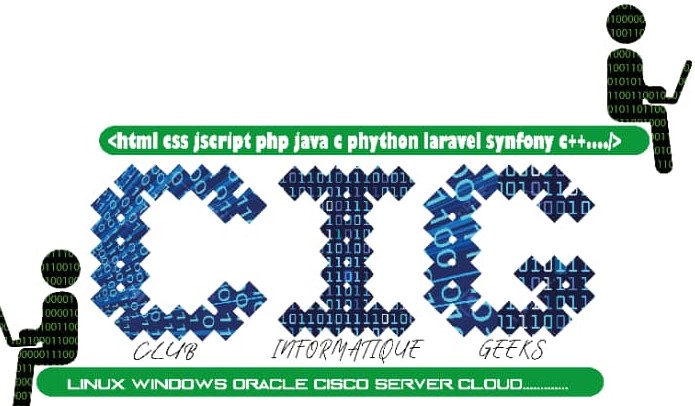 <html css jscript php java c phython laravel synfony c++..../>
CIG
CLUB INFORMATIQUE GEEKS
LINUX WINDOWS ORACLE CISCO SERVER CLOUD.............